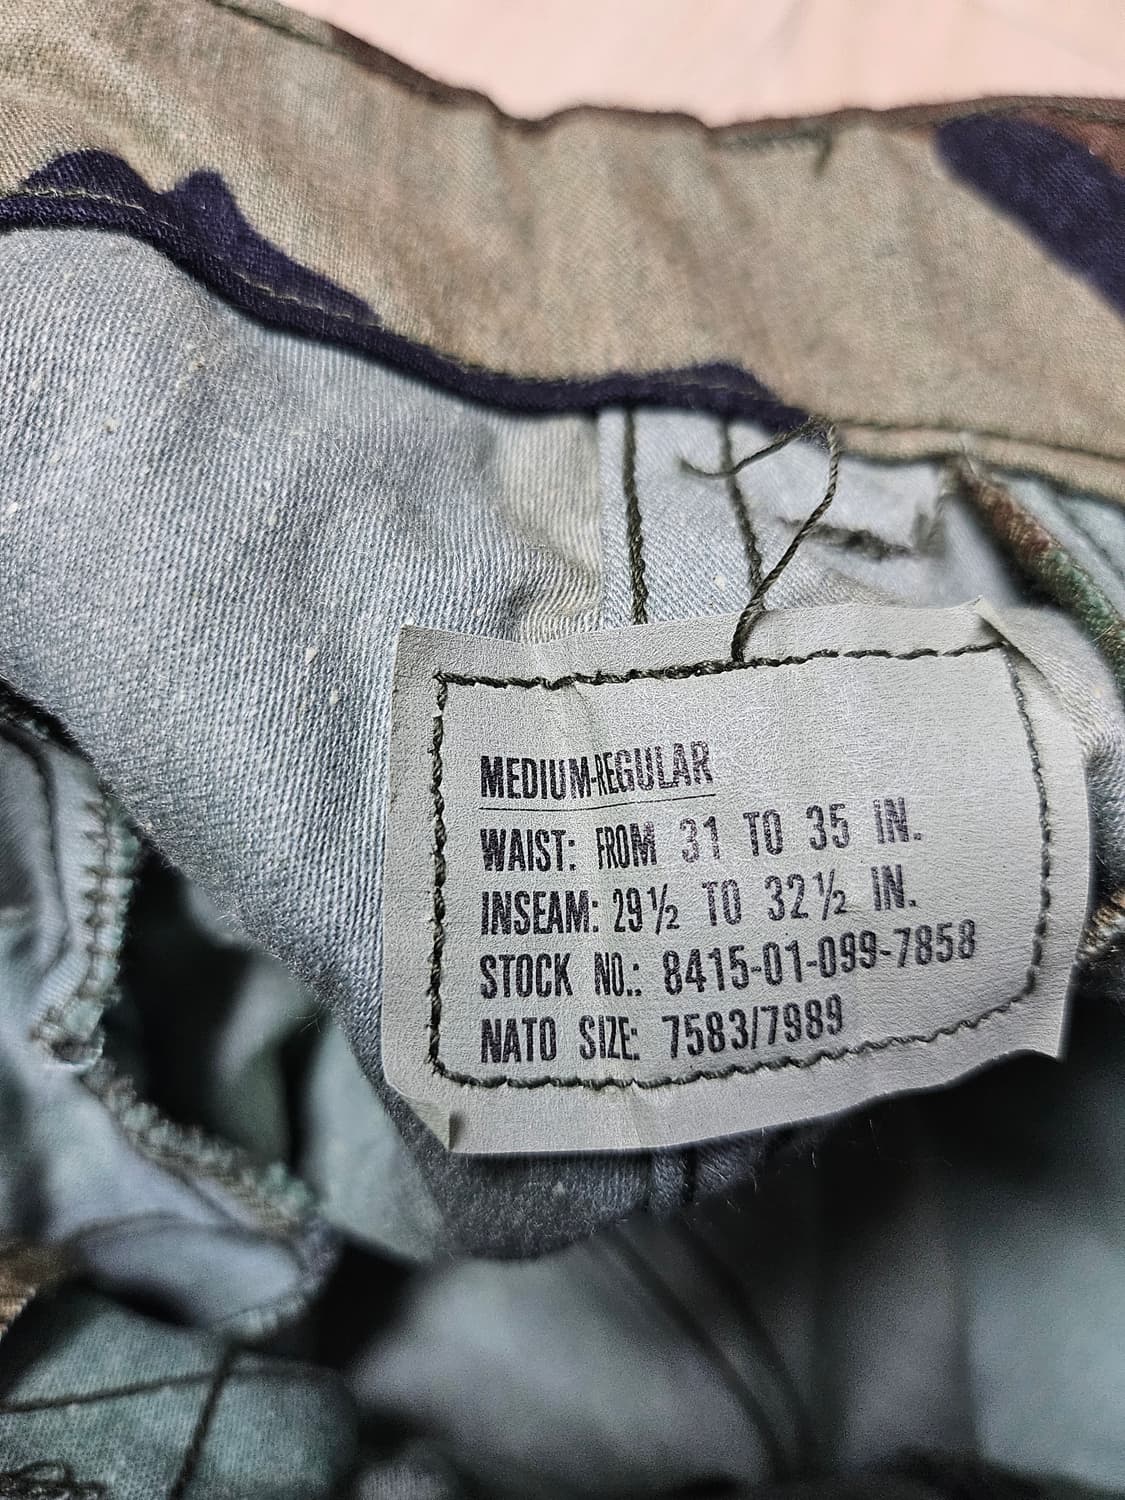 MEDIUM-REGULAR
WAIST: FROM 31 TO 35 IN.
INSEAM: 29½ TO 32½ IN.
STOCK NO.: 8415-01-099-7858
NATO SIZE: 7583/7989